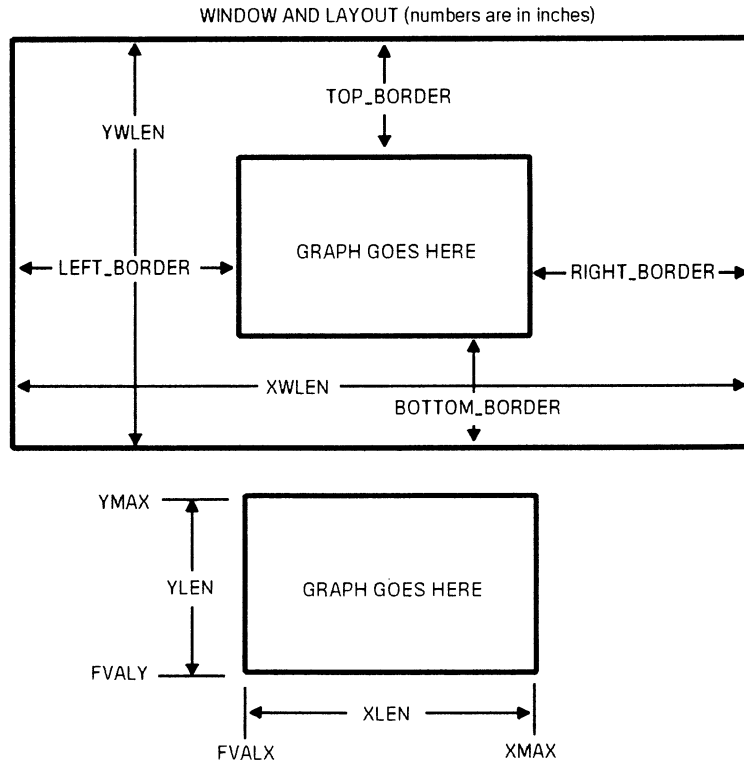 WINDOW AND LAYOUT (numbers are in inches)
TOP_BORDER
YWLEN
GRAPH GOES HERE
LEFT_BORDER
RIGHT_BORDER
XWLEN
BOTTOM_BORDER
YMAX
YLEN
GRAPH GOES HERE
FVALY
XLEN
FVALX
XMAX